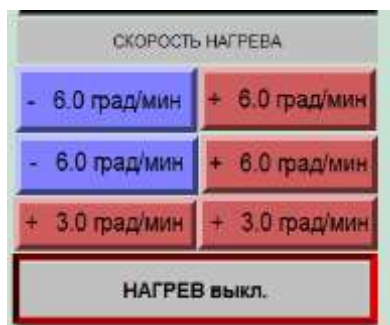 СКОРОСТЬ НАГРЕВА
- 6.0 град/мин + 6.0 град/мин
- 6.0 град/мин + 6.0 град/мин
+ 3.0 град/мин + 3.0 град/мин
НАГРЕВ выкл.